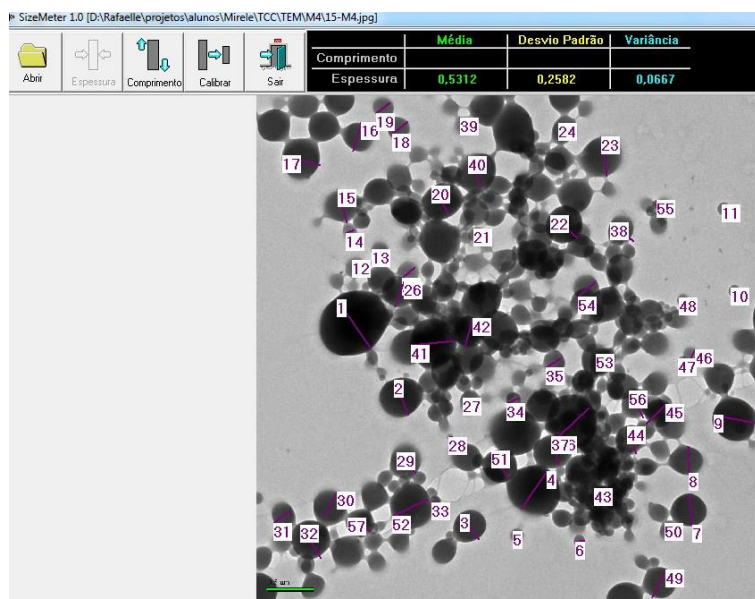 SizeMeter 1.0 [D:\Rafaelle\projetos\alunos\Mirele\TCC\TEM\M4\15-M4.jpg]
Abrir Espessura Comprimento Calibrar Sair
Média Desvio Padrão Variância
Comprimento
Espessura 0,5312 0,2582 0,0667
19 39 24
16 18
17 23
40
15 20 55 11
14 21 22 38
13
12
26 54 10
1 48
42
41 46
53 47
35
2
27 34 56 45
9
28 44
376
29 51 4 8
30 43
31 52 33
57 3 50 7
32 5 6
49